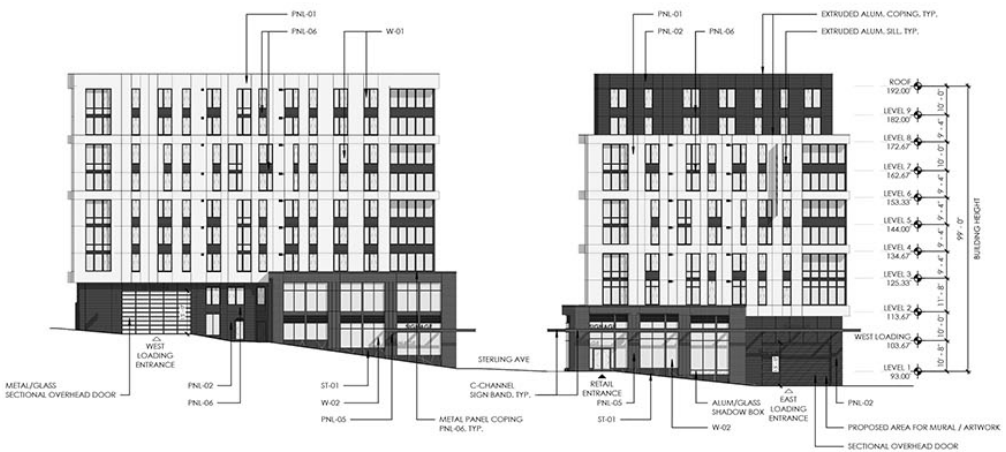 PNL-01
PNL-06
W-01
PNL-01
PNL-02
PNL-06
EXTRUDED ALUM. COPING, TYP.
EXTRUDED ALUM. SILL, TYP.
ROOF
192.00'
10' - 0"
LEVEL 9
182.00'
9' - 4"
LEVEL 8
172.67'
10' - 0"
LEVEL 7
162.67'
9' - 4"
LEVEL 6
153.33'
9' - 4"
LEVEL 5
144.00'
9' - 4"
LEVEL 4
134.67'
9' - 4"
LEVEL 3
125.33'
11' - 8"
LEVEL 2
113.67'
10' - 0"
WEST LOADING
103.67'
10' - 8"
LEVEL 1
93.00'
99' - 0"
BUILDING HEIGHT
SIGNAGE
SIGNAGE
WEST
LOADING
ENTRANCE
METAL/GLASS
SECTIONAL OVERHEAD DOOR
PNL-02
PNL-06
ST-01
W-02
PNL-05
STERLING AVE
C-CHANNEL
SIGN BAND, TYP.
METAL PANEL COPING
PNL-06, TYP.
RETAIL
ENTRANCE
PNL-05
ST-01
ALUM/GLASS
SHADOW BOX
W-02
EAST
LOADING
ENTRANCE
PNL-02
PROPOSED AREA FOR MURAL / ARTWORK
SECTIONAL OVERHEAD DOOR